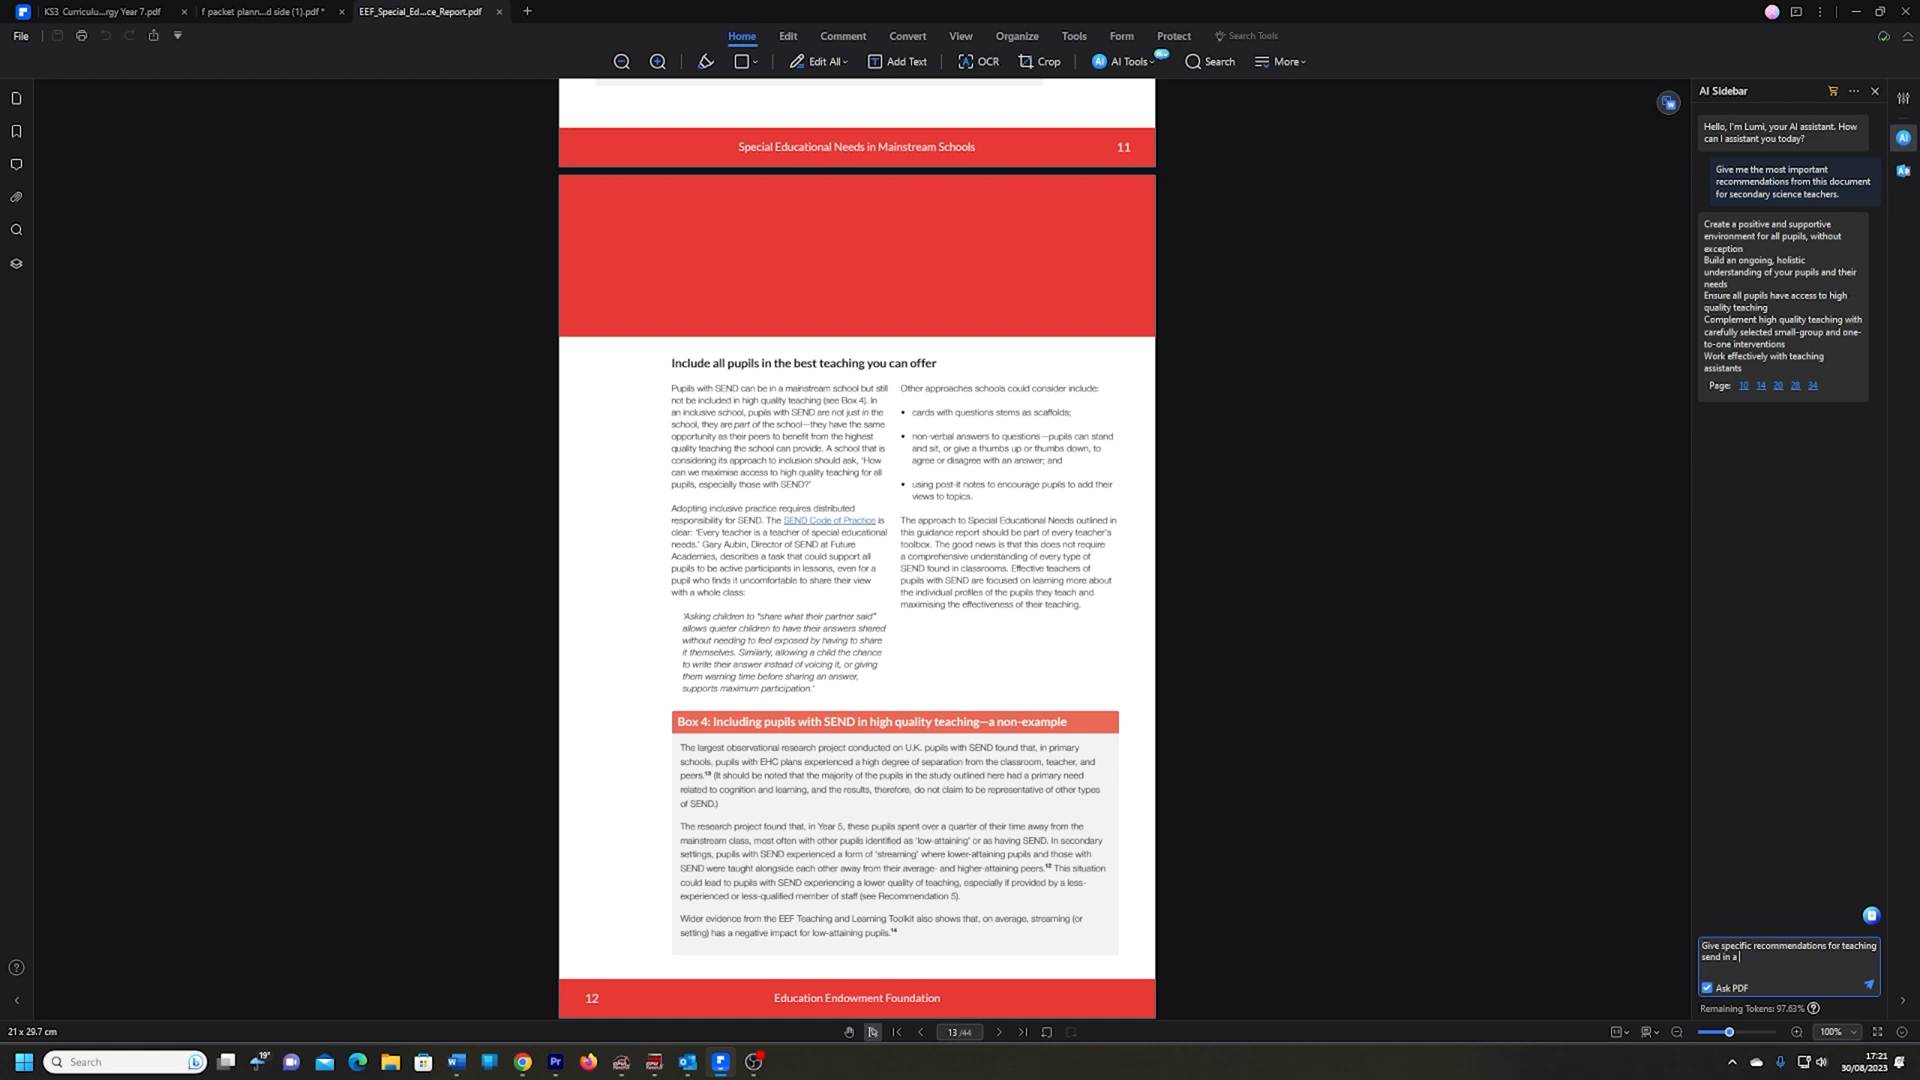 KS3 Curriculu...rgy Year 7.pdf
f packet plann...d side (1).pdf *
EEF_Special_Ed...ce_Report.pdf
File
Home
Edit
Comment
Convert
View
Organize
Tools
Form
Protect
Search Tools
Edit All
Add Text
OCR
Crop
AI Tools
Search
More
Special Educational Needs in Mainstream Schools
11
Include all pupils in the best teaching you can offer
Pupils with SEND can be in a mainstream school but still
not be included in high quality teaching (see Box 4). In
an inclusive school, pupils with SEND are not just in the
school, they are part of the school—they have the same
opportunity as their peers to benefit from the highest
quality teaching the school can provide. A school that is
considering its approach to inclusion should ask, 'How
can we maximise access to high quality teaching for all
pupils, especially those with SEND?'
Adopting inclusive practice requires distributed
responsibility for SEND. The SEND Code of Practice is
clear: 'Every teacher is a teacher of special educational
needs.' Gary Aubin, Director of SEND at Future
Academies, describes a task that could support all
pupils to be active participants in lessons, even for a
pupil who finds it uncomfortable to share their view
with a whole class:
'Asking children to "share what their partner said"
allows quieter children to have their answers shared
without needing to feel exposed by having to share
it themselves. Similarly, allowing a child the chance
to write their answer instead of voicing it, or giving
them warning time before sharing an answer,
supports maximum participation.'
Other approaches schools could consider include:
• cards with questions stems as scaffolds;
• non-verbal answers to questions—pupils can stand
and sit, or give a thumbs up or thumbs down, to
agree or disagree with an answer; and
• using post-it notes to encourage pupils to add their
views to topics.
The approach to Special Educational Needs outlined in
this guidance report should be part of every teacher's
toolbox. The good news is that this does not require
a comprehensive understanding of every type of
SEND found in classrooms. Effective teachers of
pupils with SEND are focused on learning more about
the individual profiles of the pupils they teach and
maximising the effectiveness of their teaching.
Box 4: Including pupils with SEND in high quality teaching—a non-example
The largest observational research project conducted on U.K. pupils with SEND found that, in primary
schools, pupils with EHC plans experienced a high degree of separation from the classroom, teacher, and
peers.13 (It should be noted that the majority of the pupils in the study outlined here had a primary need
related to cognition and learning, and the results, therefore, do not claim to be representative of other types
of SEND.)
The research project found that, in Year 5, these pupils spent over a quarter of their time away from the
mainstream class, most often with other pupils identified as 'low-attaining' or as having SEND. In secondary
settings, pupils with SEND experienced a form of 'streaming' where lower-attaining pupils and those with
SEND were taught alongside each other away from their average- and higher-attaining peers.12 This situation
could lead to pupils with SEND experiencing a lower quality of teaching, especially if provided by a less-
experienced or less-qualified member of staff (see Recommendation 5).
Wider evidence from the EEF Teaching and Learning Toolkit also shows that, on average, streaming (or
setting) has a negative impact for low-attaining pupils.14
12
Education Endowment Foundation
AI Sidebar
Hello, I'm Lumi, your AI assistant. How
can I assistant you today?
Give me the most important
recommendations from this document
for secondary science teachers.
Create a positive and supportive
environment for all pupils, without
exception
Build an ongoing, holistic
understanding of your pupils and their
needs
Ensure all pupils have access to high
quality teaching
Complement high quality teaching with
carefully selected small-group and one-
to-one interventions
Work effectively with teaching
assistants
Page: 10 14 20 28 34
Give specific recommendations for teaching
send in a
Ask PDF
Remaining Tokens: 97.63%
21 x 29.7 cm
13 /44
100%
Search
19°
17:21
30/08/2023